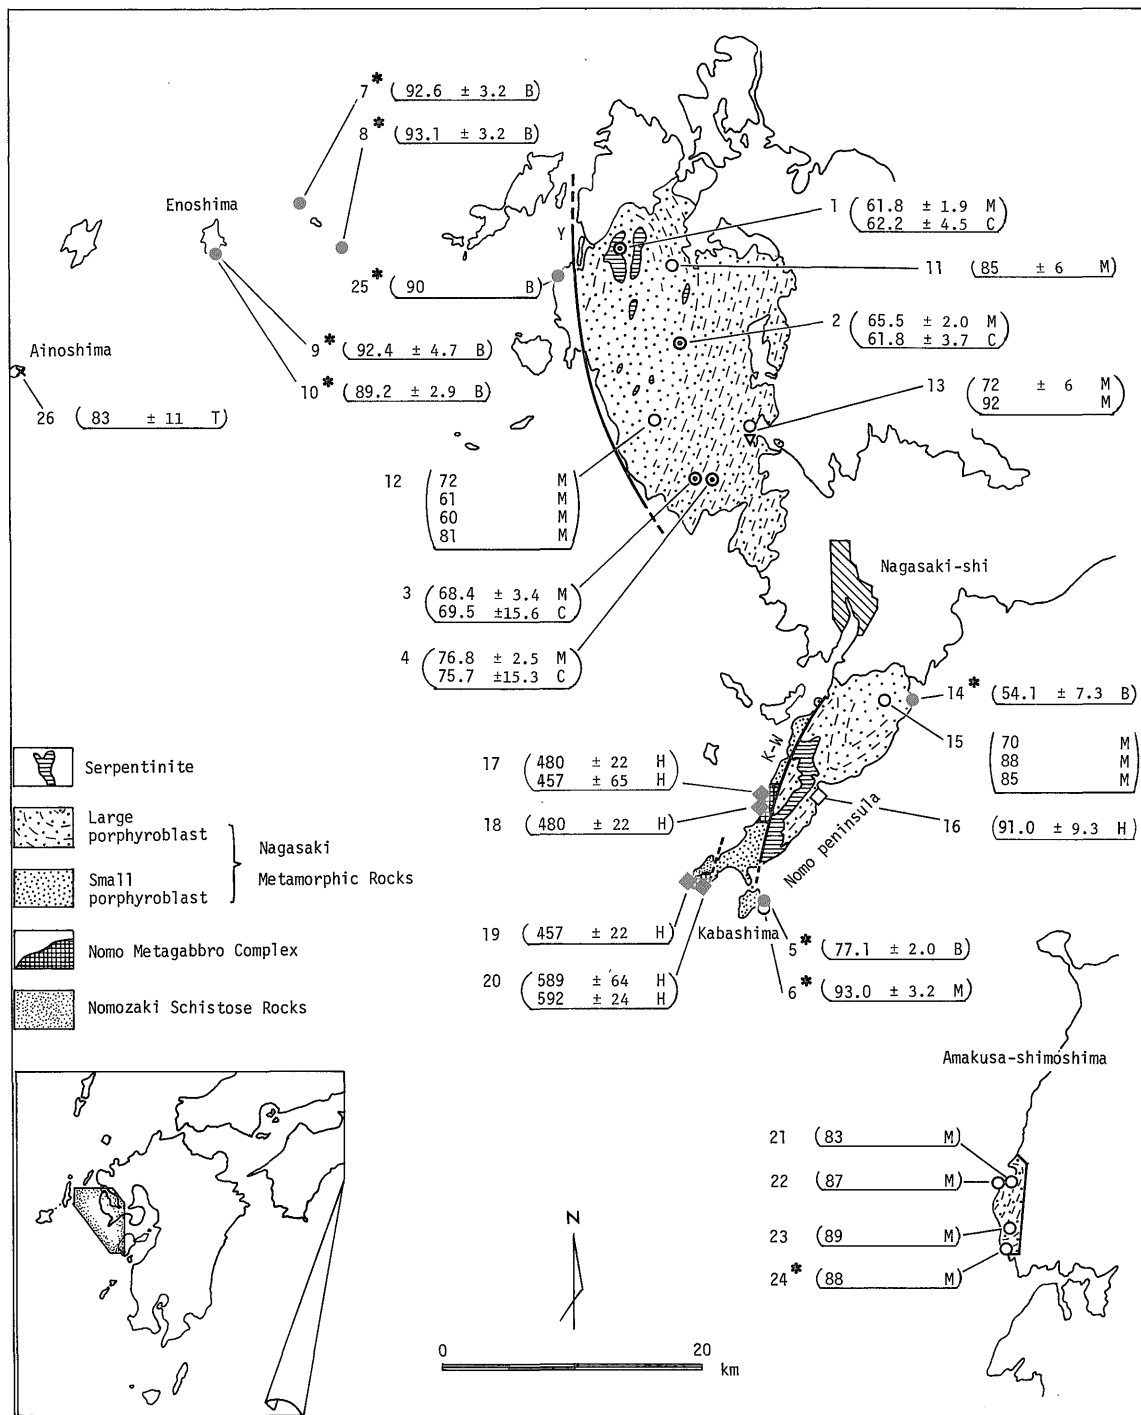 7* (92.6 ± 3.2 B)
8* (93.1 ± 3.2 B)
Enoshima
Y
1 (61.8 ± 1.9 M
62.2 ± 4.5 C)
11 (85 ± 6 M)
25* (90 B)
2 (65.5 ± 2.0 M
61.8 ± 3.7 C)
Ainoshima
9* (92.4 ± 4.7 B)
10* (89.2 ± 2.9 B)
13 (72 ± 6 M
92 M)
26 (83 ± 11 T)
12 (72 M
61 M
60 M
81 M)
Nagasaki-shi
3 (68.4 ± 3.4 M
69.5 ±15.6 C)
4 (76.8 ± 2.5 M
75.7 ±15.3 C)
14* (54.1 ± 7.3 B)
15 (70 M
88 M
85 M)
K-W
17 (480 ± 22 H
457 ± 65 H)
18 (480 ± 22 H)
16 (91.0 ± 9.3 H)
Nomo peninsula
19 (457 ± 22 H)
Kabashima
5* (77.1 ± 2.0 B)
20 (589 ± 64 H
592 ± 24 H)
6* (93.0 ± 3.2 M)
Serpentinite
Large
porphyroblast
Small
porphyroblast
Nagasaki
Metamorphic Rocks
Nomo Metagabbro Complex
Nomozaki Schistose Rocks
Amakusa-shimoshima
21 (83 M)
22 (87 M)
23 (89 M)
24* (88 M)
N
0 20
km